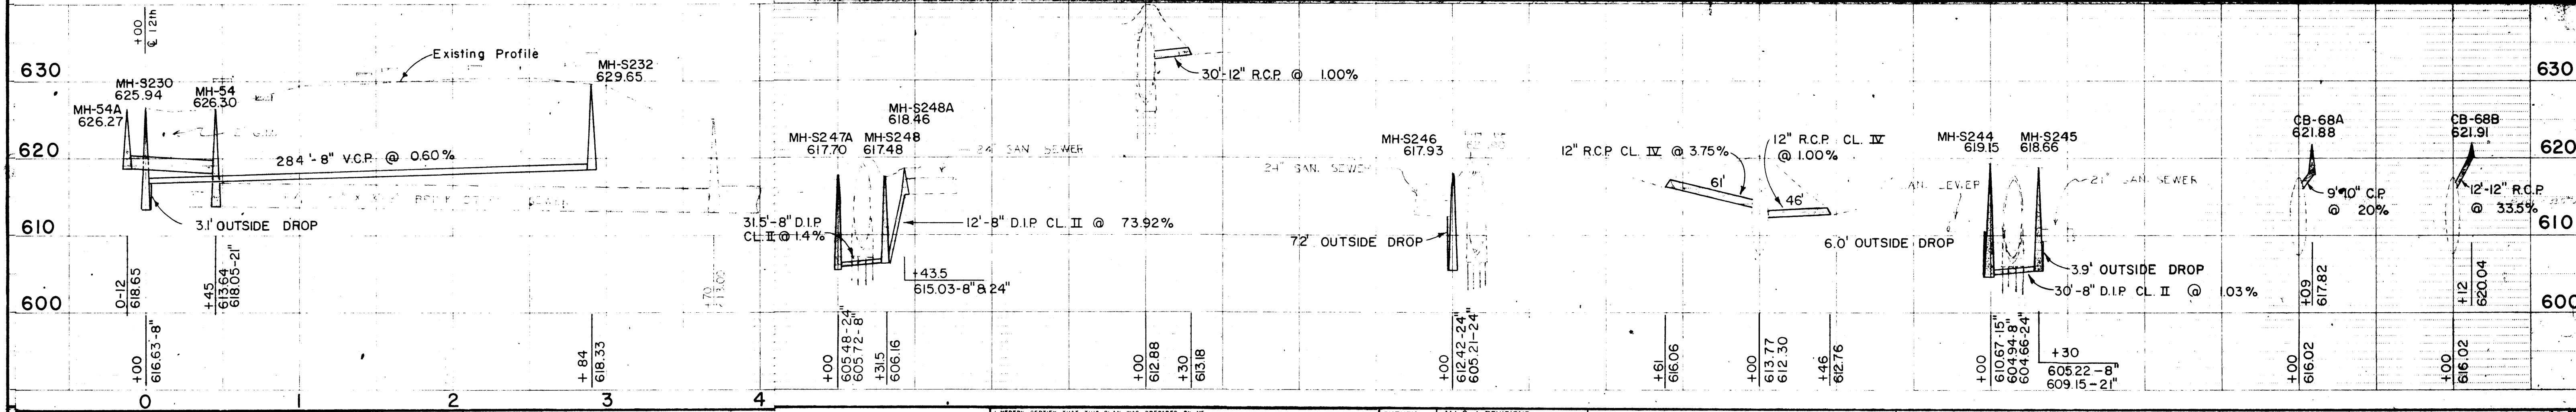 +00
℄ 12th
630
620
610
600
MH-54A
626.27
MH-S230
625.94
MH-54
626.30
Existing Profile
MH-S232
629.65
284'-8" V.C.P. @ 0.60%
3.1' OUTSIDE DROP
0-12
618.65
+45
613.64
618.05-21"
+00
616.63-8"
+84
618.33
0
1
2
3
4
MH-S247A
617.70
MH-S248
617.48
MH-S248A
618.46
24" SAN. SEWER
31.5'-8" D.I.P.
CL. II @ 1.4%
12'-8" D.I.P. CL. II @ 73.92%
+43.5
615.03-8" & 24"
+00
605.48-24"
605.72-8"
+31.5
606.16
30'-12" R.C.P. @ 1.00%
+00
612.88
+30
613.18
MH-S246
617.93
24" SAN. SEWER
7.2' OUTSIDE DROP
+00
612.42-24"
605.21-24"
12" R.C.P. CL. IV @ 3.75%
61'
12" R.C.P. CL. IV
@ 1.00%
46'
+61
616.06
+00
613.77
612.30
+46
612.76
MH-S244
619.15
MH-S245
618.66
SAN. SEWER
21" SAN. SEWER
6.0' OUTSIDE DROP
3.9' OUTSIDE DROP
30'-8" D.I.P. CL. II @ 1.03%
+00
610.67-15"
604.94-8"
604.66-24"
+30
605.22-8"
609.15-21"
CB-68A
621.88
9'-10" C.P.
@ 20%
+09
617.82
+00
616.02
CB-68B
621.91
12'-12" R.C.P.
@ 33.5%
+12
620.04
+00
616.02
630
620
610
600